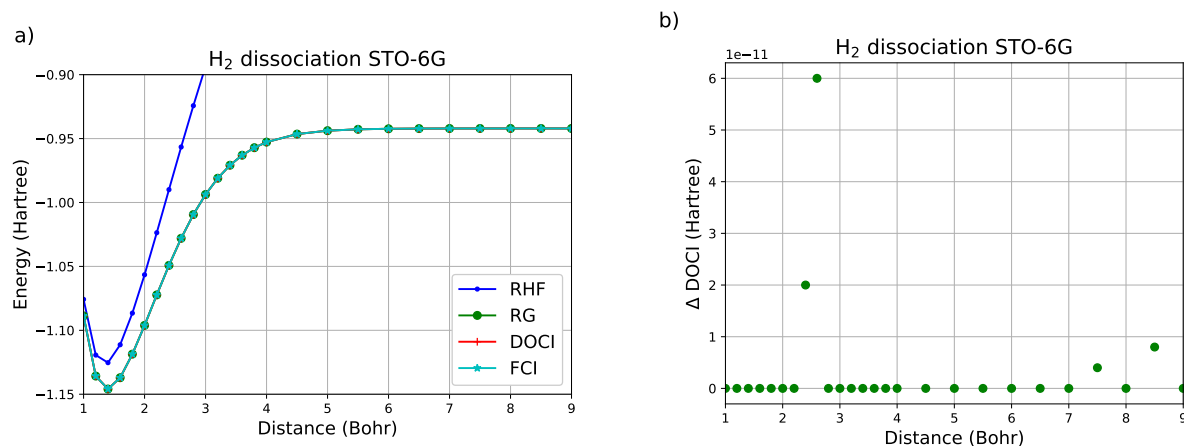 a)
H₂ dissociation STO-6G
−0.90
−0.95
−1.00
−1.05
−1.10
−1.15
Energy (Hartree)
1 2 3 4 5 6 7 8 9
Distance (Bohr)
RHF
RG
DOCI
FCI
b)
H₂ dissociation STO-6G
1e−11
6
5
4
3
2
1
0
Δ DOCI (Hartree)
1 2 3 4 5 6 7 8 9
Distance (Bohr)